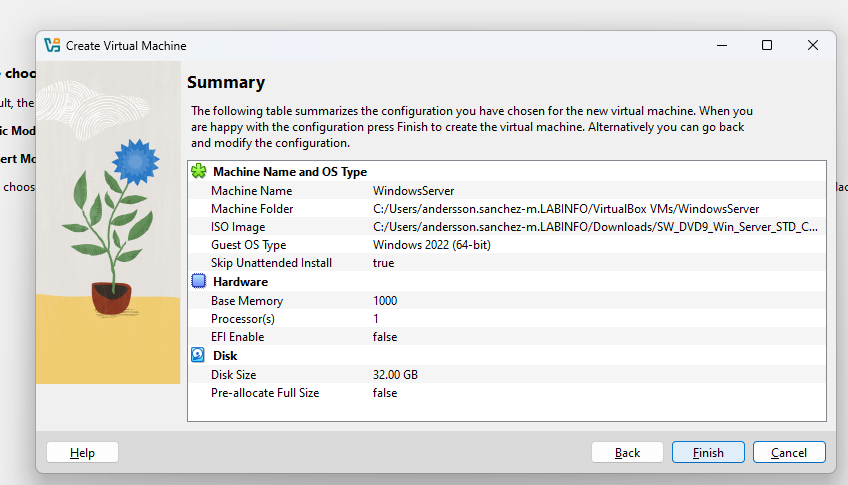 Create Virtual Machine
choo
ult, the
ic Mod
ert Mo
choos
Summary
The following table summarizes the configuration you have chosen for the new virtual machine. When you
are happy with the configuration press Finish to create the virtual machine. Alternatively you can go back
and modify the configuration.
Machine Name and OS Type
Machine Name WindowsServer
Machine Folder C:/Users/andersson.sanchez-m.LABINFO/VirtualBox VMs/WindowsServer
ISO Image C:/Users/andersson.sanchez-m.LABINFO/Downloads/SW_DVD9_Win_Server_STD_C...
Guest OS Type Windows 2022 (64-bit)
Skip Unattended Install true
Hardware
Base Memory 1000
Processor(s) 1
EFI Enable false
Disk
Disk Size 32.00 GB
Pre-allocate Full Size false
Help
Back
Finish
Cancel